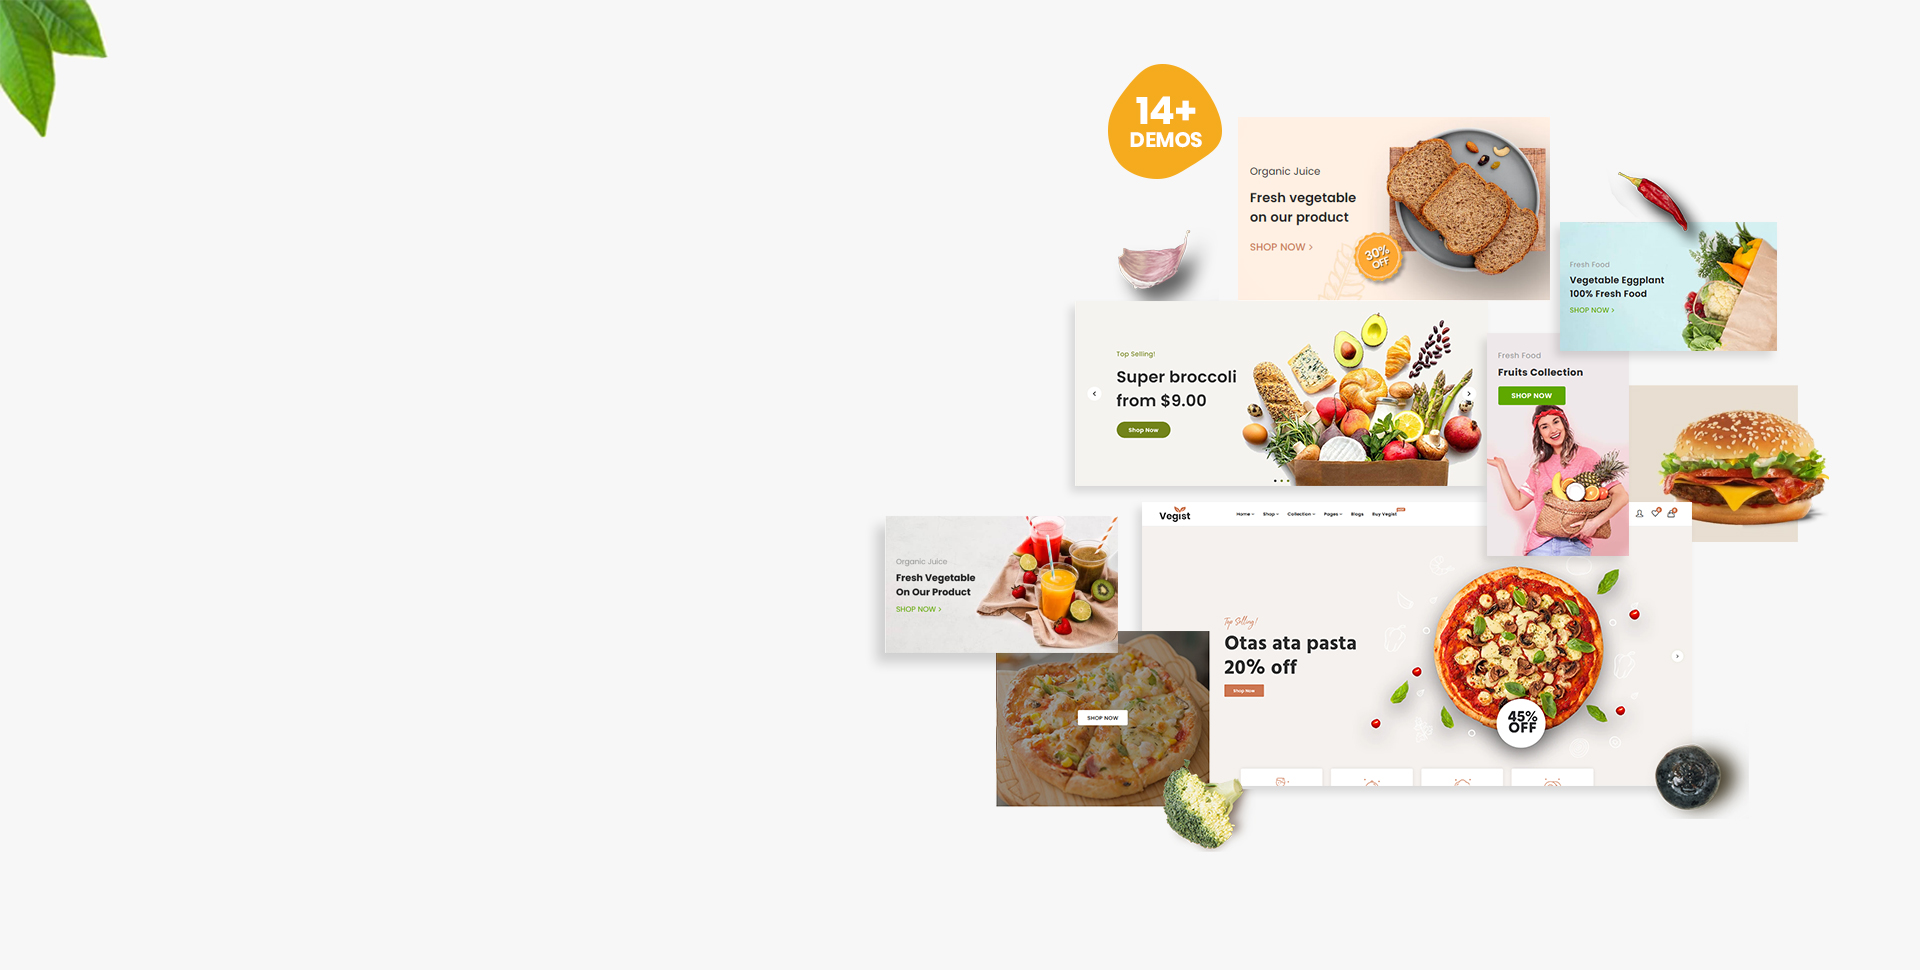 14+
DEMOS
Organic Juice
Fresh vegetable
on our product
SHOP NOW >
30%
OFF
Fresh Food
Vegetable Eggplant
100% Fresh Food
SHOP NOW >
Top Selling!
Super broccoli
from $9.00
Shop Now
Fresh Food
Fruits Collection
SHOP NOW
Vegist
Home Shop Collection Pages Blogs Buy Vegist
Organic Juice
Fresh Vegetable
On Our Product
SHOP NOW >
Top Selling!
Otas ata pasta
20% off
Shop Now
45%
OFF
SHOP NOW